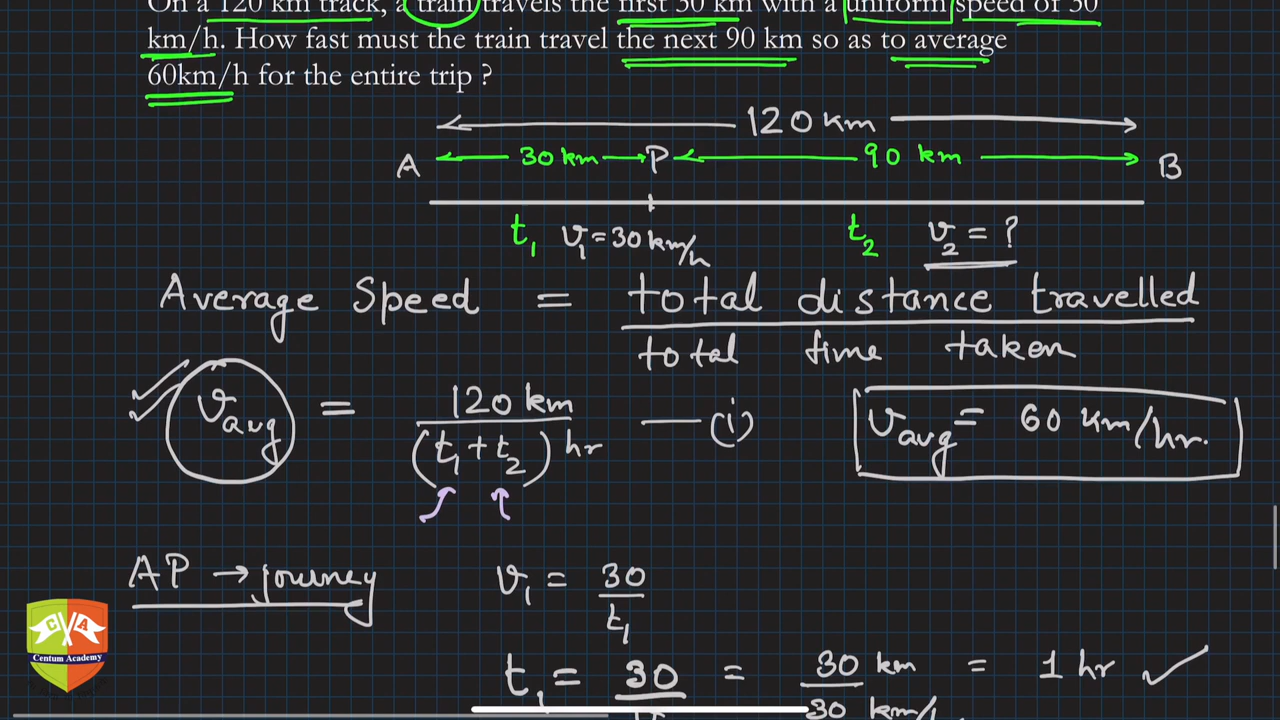 On a 120 km track, a train travels the first 30 km with a uniform speed of 30
km/h. How fast must the train travel the next 90 km so as to average
60km/h for the entire trip ?
120 km
A 30 km P 90 km B
t₁ v₁ = 30 km/h t₂ v₂ = ?
Average Speed = total distance travelled
total time taken
v_avg = 120 km / (t₁ + t₂) hr — (i) v_avg = 60 km/hr.
AP → journey v₁ = 30 / t₁
t₁ = 30 = 30 km / 30 km/ = 1 hr
C A
Centum Academy